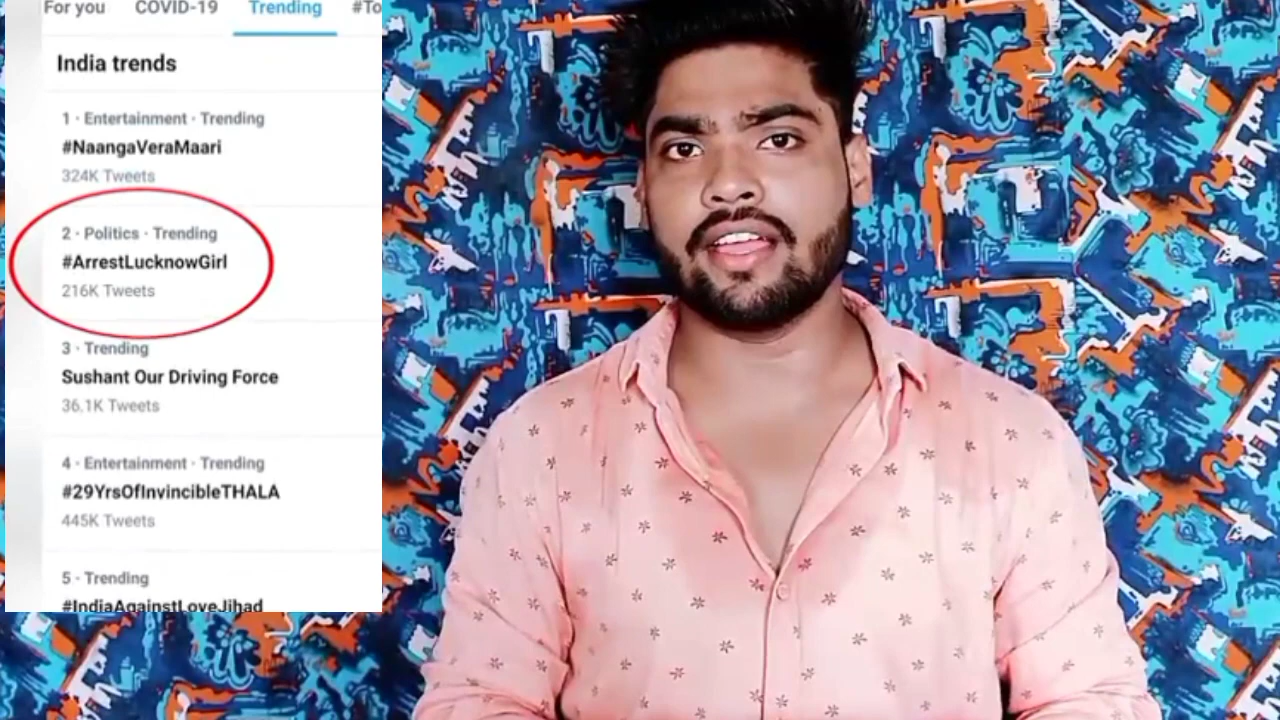 For you COVID-19 Trending #To
India trends
1 · Entertainment · Trending
#NaangaVeraMaari
324K Tweets
2 · Politics · Trending
#ArrestLucknowGirl
216K Tweets
3 · Trending
Sushant Our Driving Force
36.1K Tweets
4 · Entertainment · Trending
#29YrsOfInvincibleTHALA
445K Tweets
5 · Trending
#IndiaAgainstLoveJihad